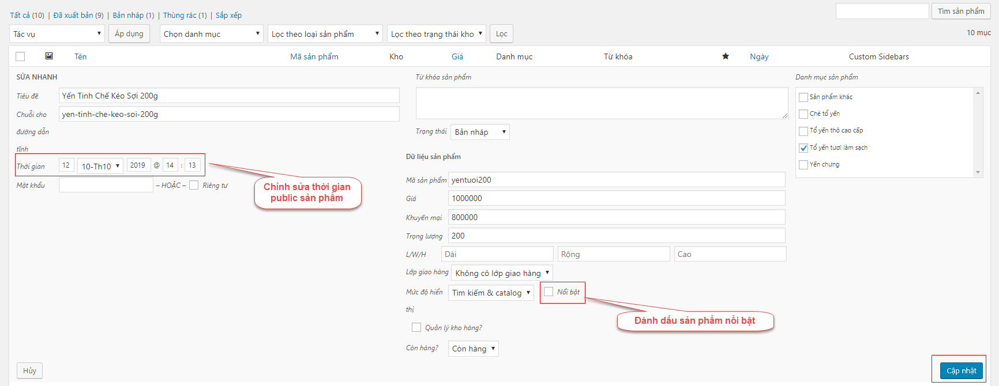 Tất cả (10) | Đã xuất bản (9) | Bản nháp (1) | Thùng rác (1) | Sắp xếp
Tìm sản phẩm
Tác vụ Áp dụng Chọn danh mục Lọc theo loại sản phẩm Lọc theo trạng thái kho Lọc 10 mục
Tên Mã sản phẩm Kho Giá Danh mục Từ khóa Ngày Custom Sidebars
SỬA NHANH
Tiêu đề Yến Tinh Chế Kéo Sợi 200g
Chuỗi cho yen-tinh-che-keo-soi-200g
đường dẫn
tĩnh
Thời gian 12 10-Th10 2019 @ 14 : 13
Mật khẩu – HOẶC – Riêng tư
Chỉnh sửa thời gian
public sản phẩm
Từ khóa sản phẩm
Trạng thái Bản nháp
Dữ liệu sản phẩm
Mã sản phẩm yentuoi200
Giá 1000000
Khuyến mại 800000
Trọng lượng 200
L/W/H Dài Rộng Cao
Lớp giao hàng Không có lớp giao hàng
Mức độ hiển Tìm kiếm & catalog Nổi bật
thị
Đánh dấu sản phẩm nổi bật
Quản lý kho hàng?
Còn hàng? Còn hàng
Danh mục sản phẩm
Sản phẩm khác
Chè tổ yến
Tổ yến thô cao cấp
Tổ yến tươi làm sạch
Yến chưng
Hủy Cập nhật